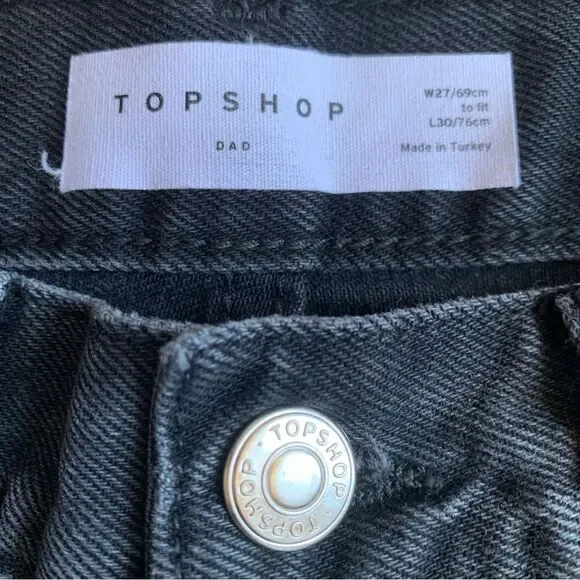 TOPSHOP
DAD
W27/69cm
to fit
L30/76cm
Made in Turkey
· TOPSHOP · TOPSHOP